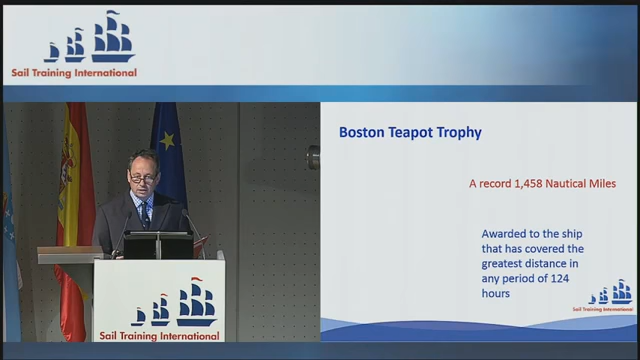 Sail Training International
Boston Teapot Trophy
A record 1,458 Nautical Miles
Awarded to the ship
that has covered the
greatest distance in
any period of 124
hours
Sail Training International
Sail Training International